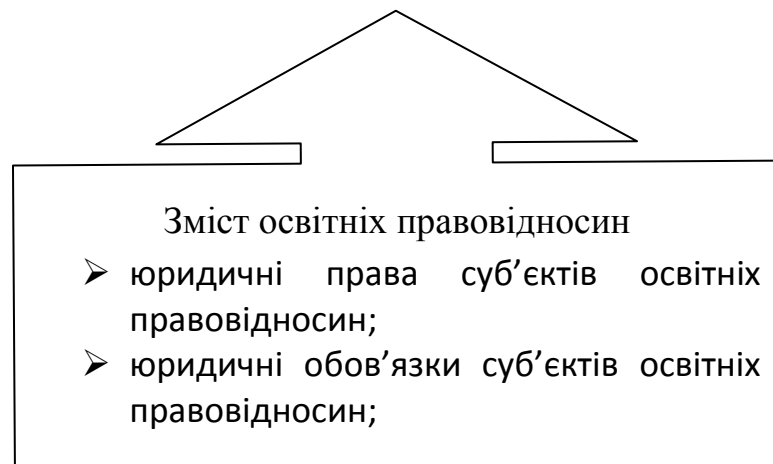 Зміст освітніх правовідносин
➢ юридичні права суб’єктів освітніх
правовідносин;
➢ юридичні обов’язки суб’єктів освітніх
правовідносин;